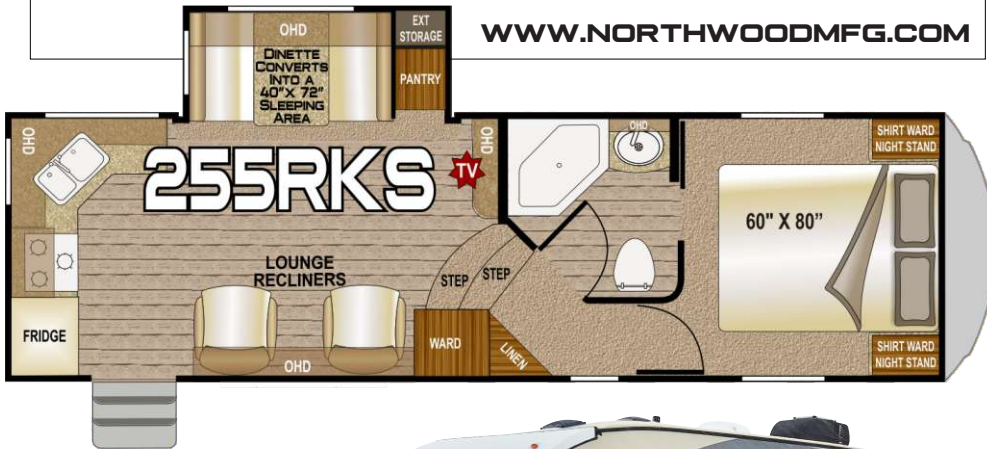 WWW.NORTHWOODMFG.COM
OHD
EXT
STORAGE
DINETTE
CONVERTS
INTO A
40"X 72"
SLEEPING
AREA
PANTRY
OHD
OHD
OHD
SHIRT WARD
NIGHT STAND
255RKS
TV
60" X 80”
LOUNGE
RECLINERS
STEP
STEP
FRIDGE
WARD
LINEN
OHD
SHIRT WARD
NIGHT STAND